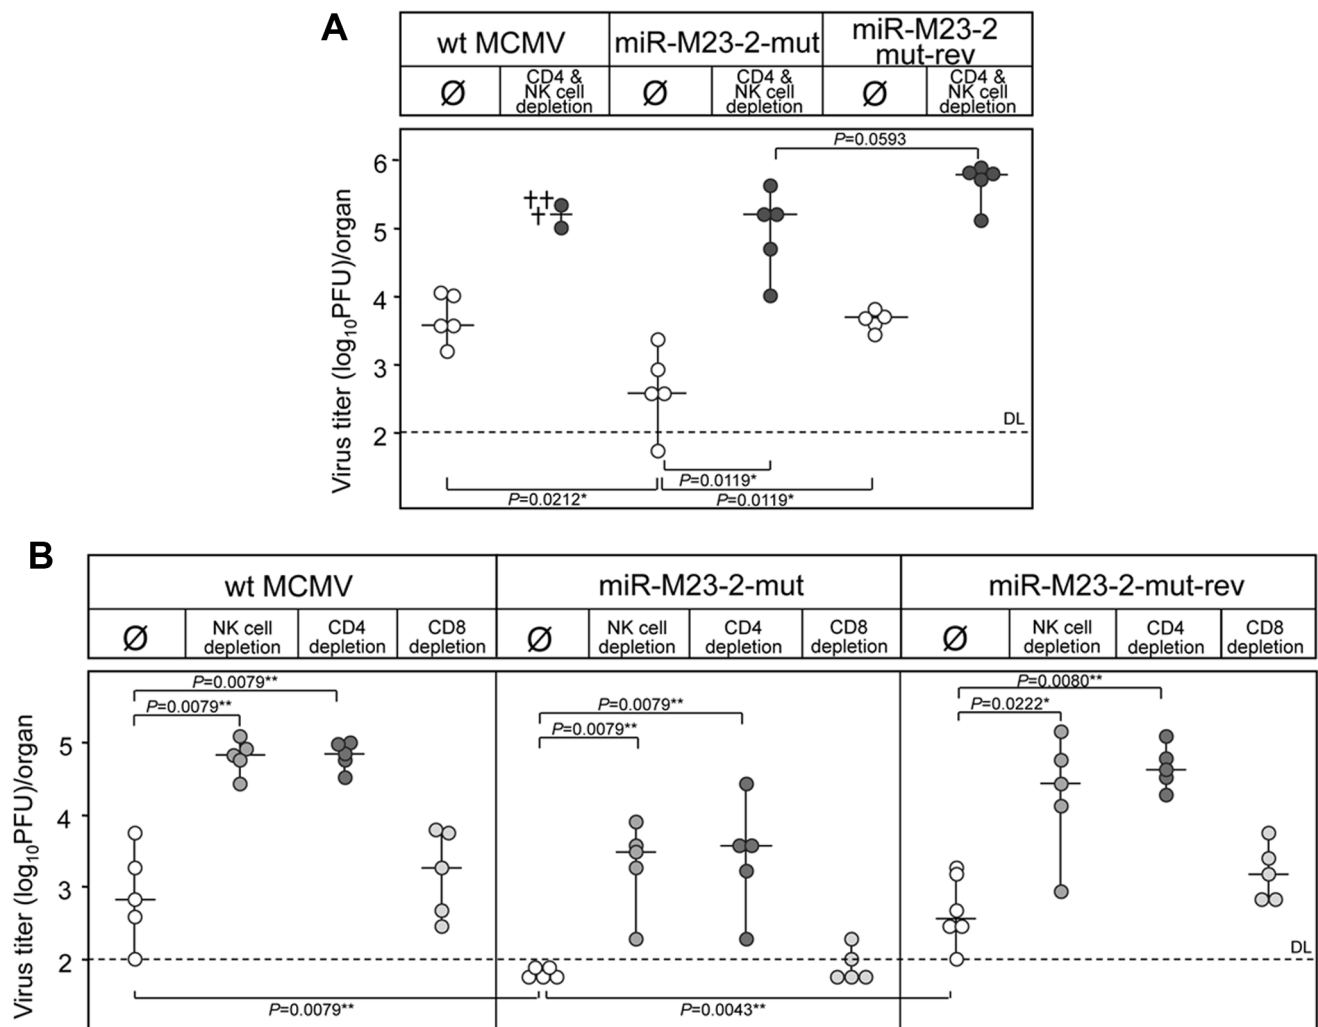 A
wt MCMV
miR-M23-2-mut
miR-M23-2
mut-rev
Ø
CD4 &
NK cell
depletion
Ø
CD4 &
NK cell
depletion
Ø
CD4 &
NK cell
depletion
Virus titer (log10PFU)/organ
6
5
4
3
2
††
†
P=0.0593
DL
P=0.0119*
P=0.0212*
P=0.0119*
B
wt MCMV
miR-M23-2-mut
miR-M23-2-mut-rev
Ø
NK cell
depletion
CD4
depletion
CD8
depletion
Ø
NK cell
depletion
CD4
depletion
CD8
depletion
Ø
NK cell
depletion
CD4
depletion
CD8
depletion
Virus titer (log10PFU)/organ
5
4
3
2
P=0.0079**
P=0.0079**
P=0.0079**
P=0.0079**
P=0.0080**
P=0.0222*
DL
P=0.0079**
P=0.0043**